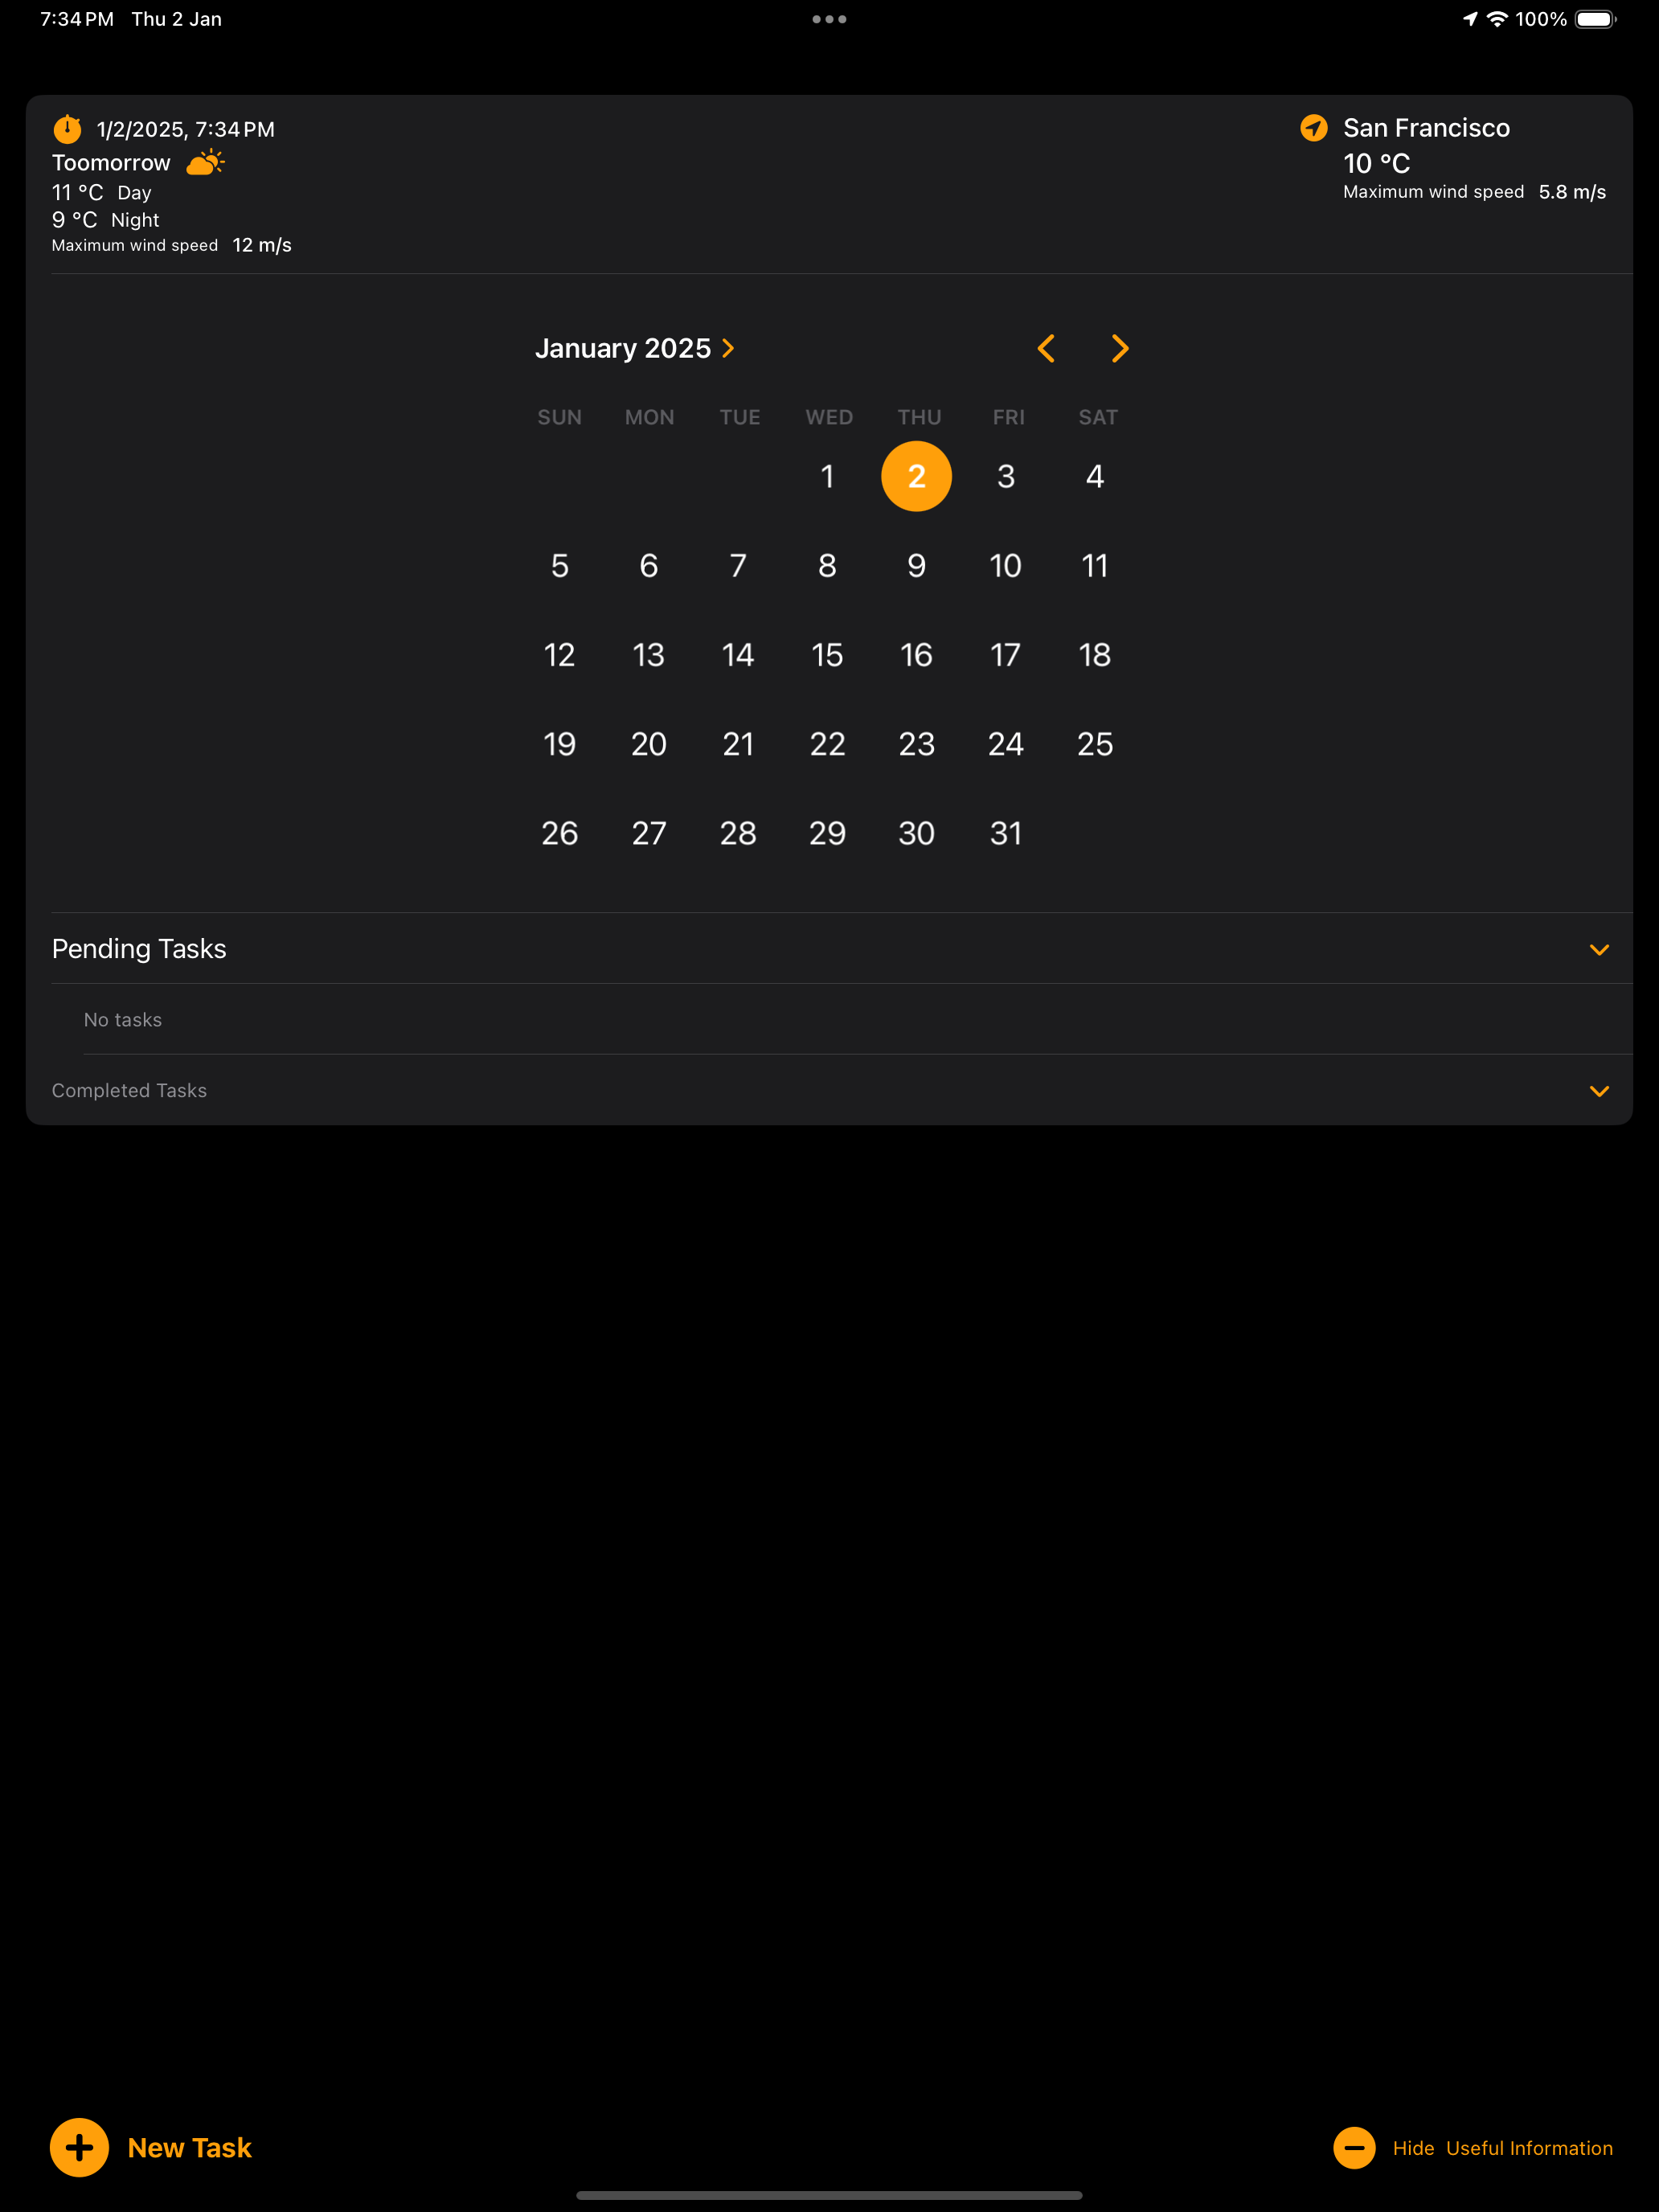 7:34 PM Thu 2 Jan
100%
1/2/2025, 7:34 PM
Toomorrow
11 °C Day
9 °C Night
Maximum wind speed 12 m/s
San Francisco
10 °C
Maximum wind speed 5.8 m/s
January 2025
SUN MON TUE WED THU FRI SAT
1 2 3 4
5 6 7 8 9 10 11
12 13 14 15 16 17 18
19 20 21 22 23 24 25
26 27 28 29 30 31
Pending Tasks
No tasks
Completed Tasks
New Task
Hide Useful Information